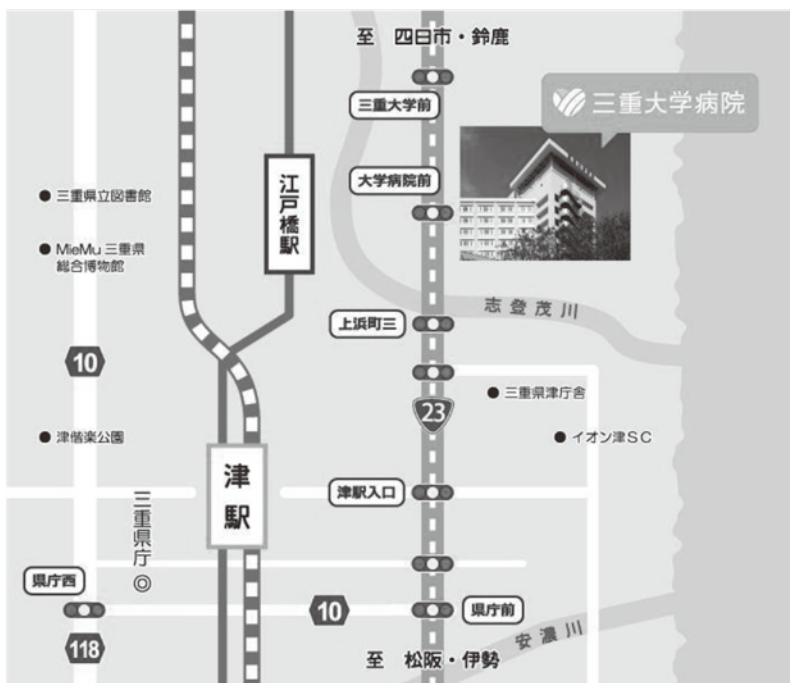 至 四日市・鈴鹿
三重大学前
三重大学病院
大学病院前
江戸橋駅
三重県立図書館
MieMu 三重県
総合博物館
志登茂川
上浜町三
10
三重県津庁舎
23
津偕楽公園
イオン津SC
津駅
津駅入口
三重県庁
県庁西
10
県庁前
118
安濃川
至 松阪・伊勢